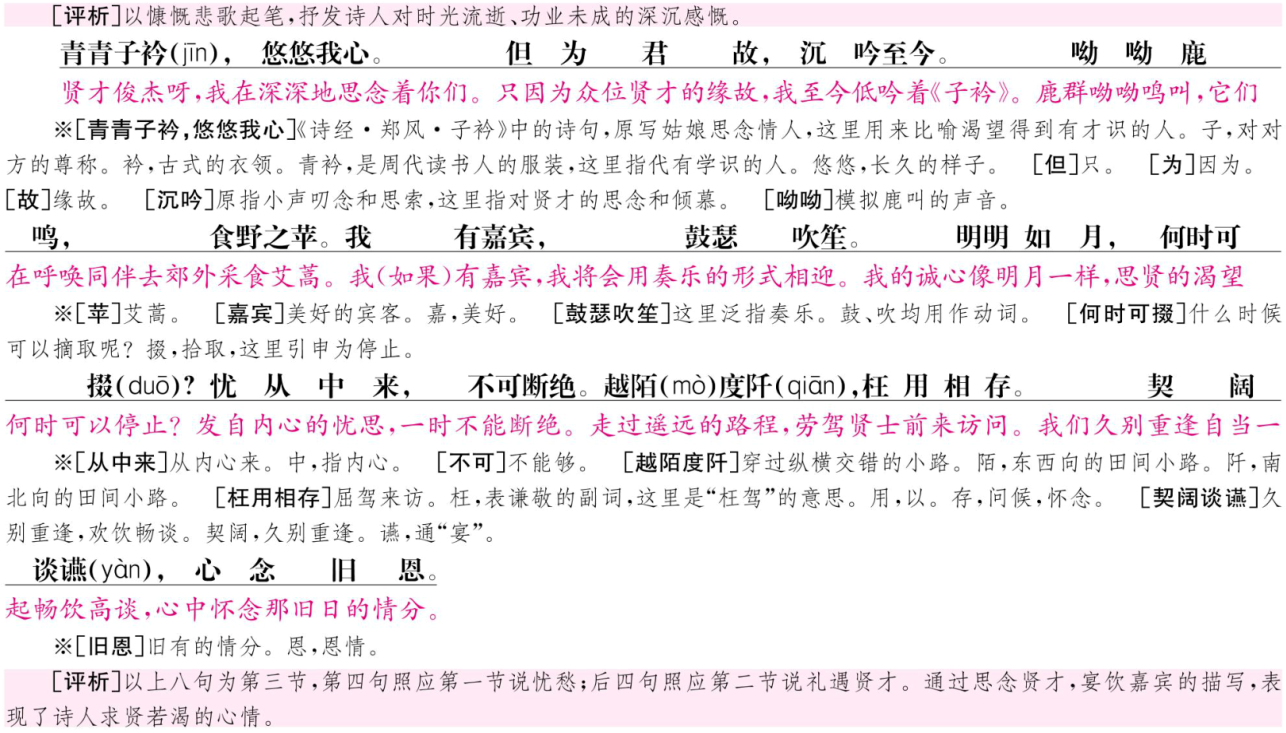 [评析]以慷慨悲歌起笔,抒发诗人对时光流逝、功业未成的深沉感慨。
青青子衿(jīn),悠悠我心。但为君故,沉吟至今。呦呦鹿
贤才俊杰呀,我在深深地思念着你们。只因为众位贤才的缘故,我至今低吟着《子衿》。鹿群呦呦鸣叫,它们
※[青青子衿,悠悠我心]《诗经·郑风·子衿》中的诗句,原写姑娘思念情人,这里用来比喻渴望得到有才识的人。子,对对
方的尊称。衿,古式的衣领。青衿,是周代读书人的服装,这里指代有学识的人。悠悠,长久的样子。 [但]只。 [为]因为。
[故]缘故。 [沉吟]原指小声叨念和思索,这里指对贤才的思念和倾慕。 [呦呦]模拟鹿叫的声音。
鸣,食野之苹。我有嘉宾,鼓瑟吹笙。明明如月,何时可
在呼唤同伴去郊外采食艾蒿。我(如果)有嘉宾,我将会用奏乐的形式相迎。我的诚心像明月一样,思贤的渴望
※[苹]艾蒿。 [嘉宾]美好的宾客。嘉,美好。 [鼓瑟吹笙]这里泛指奏乐。鼓、吹均用作动词。 [何时可掇]什么时候
可以摘取呢?掇,拾取,这里引申为停止。
掇(duō)?忧从中来,不可断绝。越陌(mò)度阡(qiān),枉用相存。契阔
何时可以停止?发自内心的忧思,一时不能断绝。走过遥远的路程,劳驾贤士前来访问。我们久别重逢自当一
※[从中来]从内心来。中,指内心。 [不可]不能够。 [越陌度阡]穿过纵横交错的小路。陌,东西向的田间小路。阡,南
北向的田间小路。 [枉用相存]屈驾来访。枉,表谦敬的副词,这里是“枉驾”的意思。用,以。存,问候,怀念。 [契阔谈䜩]久
别重逢,欢饮畅谈。契阔,久别重逢。䜩,通“宴”。
谈䜩(yàn),心念旧恩。
起畅饮高谈,心中怀念那旧日的情分。
※[旧恩]旧有的情分。恩,恩情。
[评析]以上八句为第三节,第四句照应第一节说忧愁;后四句照应第二节说礼遇贤才。通过思念贤才,宴饮嘉宾的描写,表
现了诗人求贤若渴的心情。